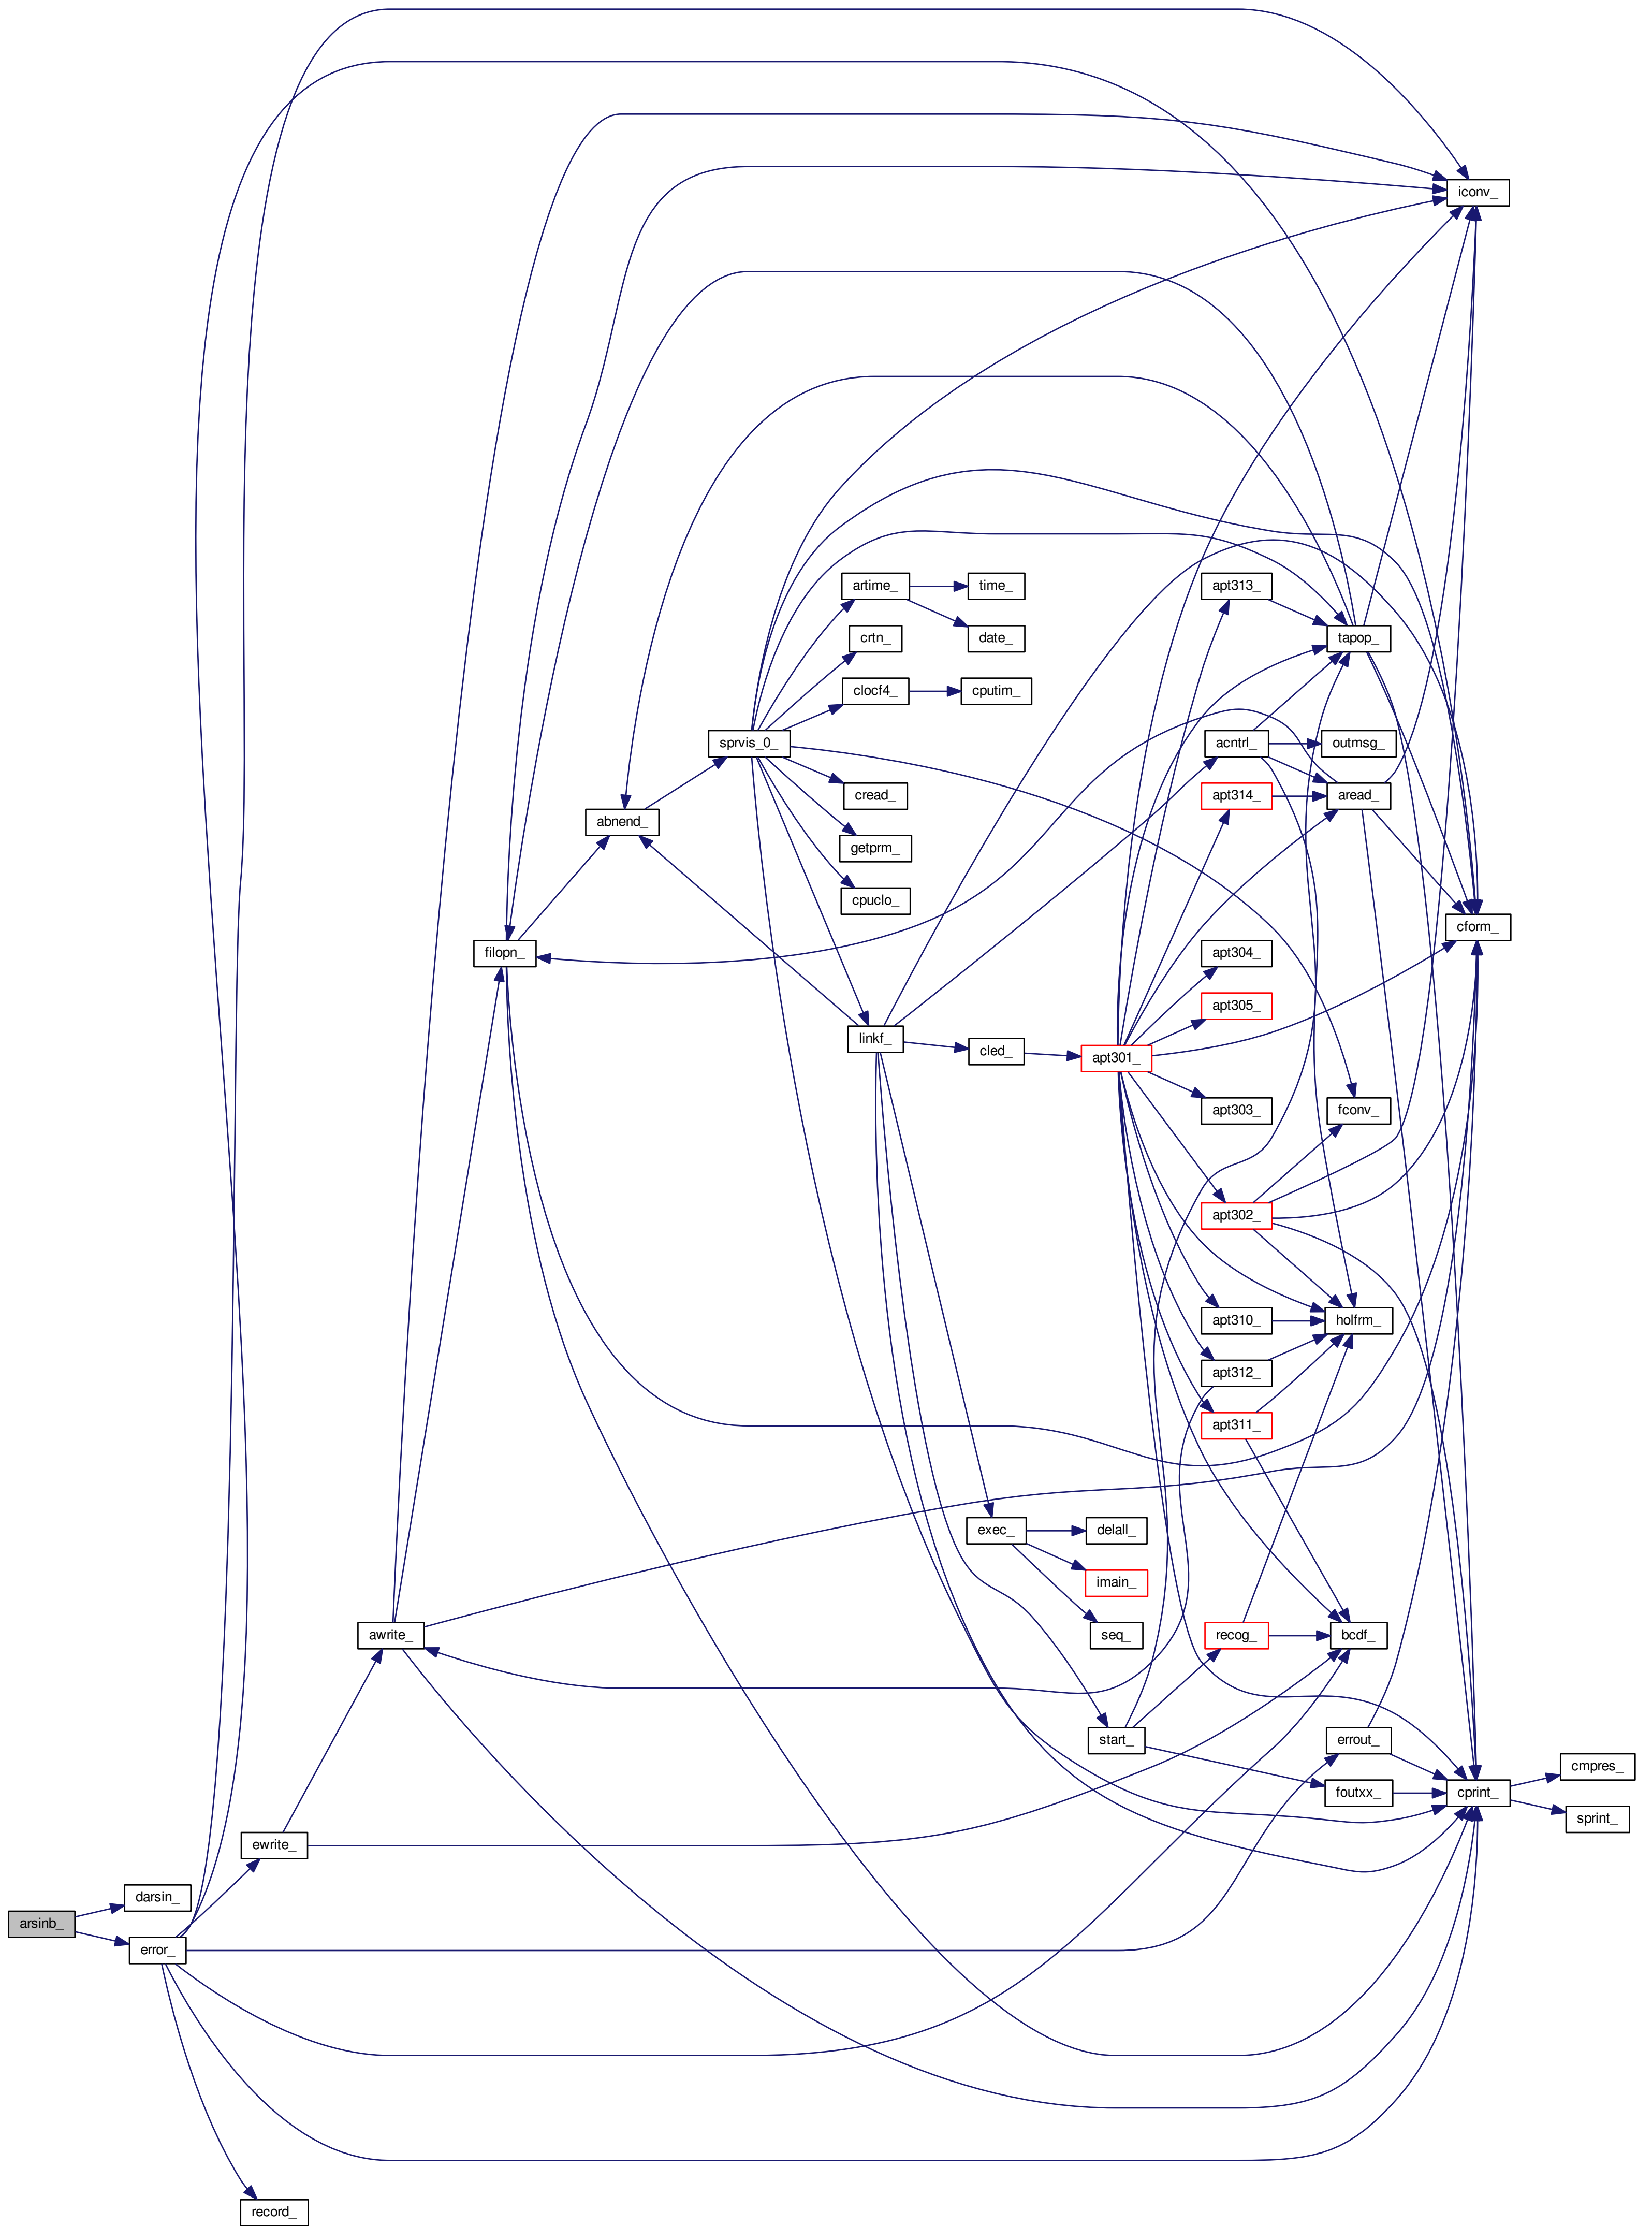 iconv_
artime_
time_
apt313_
crtn_
date_
tapop_
clocf4_
cputim_
sprvis_0_
acntrl_
outmsg_
cread_
apt314_
aread_
abnend_
getprm_
cpuclo_
cform_
filopn_
apt304_
apt305_
linkf_
cled_
apt301_
apt303_
fconv_
apt302_
apt310_
holfrm_
apt312_
apt311_
exec_
delall_
imain_
awrite_
seq_
recog_
bcdf_
start_
errout_
cmpres_
foutxx_
cprint_
sprint_
ewrite_
darsin_
arsinb_
error_
record_